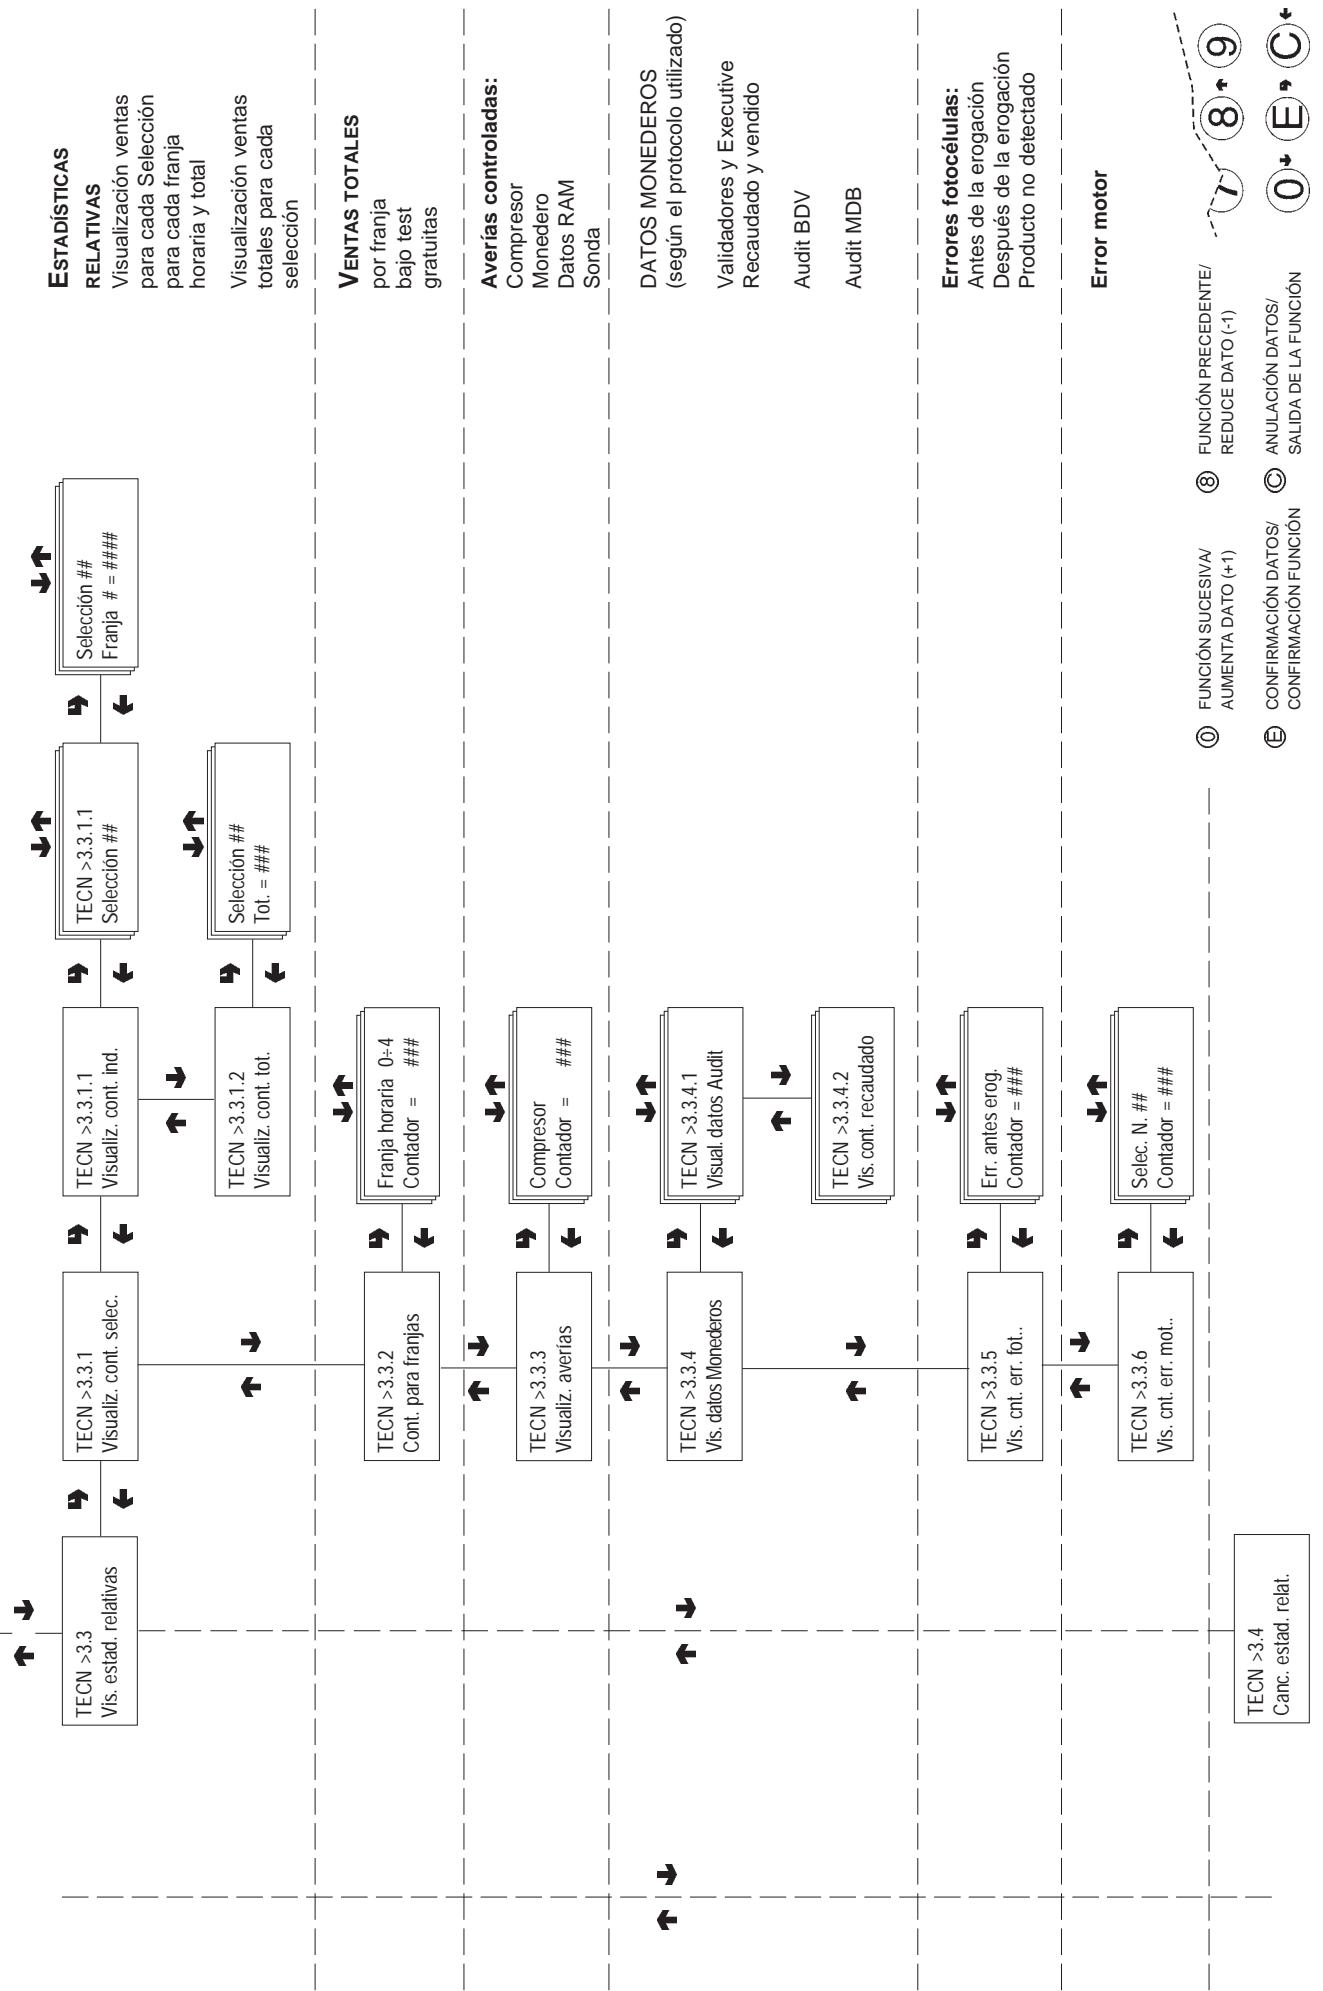 TECN >3.3
Vis. estad. relativas
TECN >3.3.1
Visualiz. cont. selec.
TECN >3.3.1.1
Visualiz. cont. ind.
TECN >3.3.1.1
Selección ##
Selección ##
Franja # = ####
ESTADÍSTICAS
RELATIVAS
Visualización ventas
para cada Selección
para cada franja
horaria y total
TECN >3.3.1.2
Visualiz. cont. tot.
Selección ##
Tot. = ###
Visualización ventas
totales para cada
selección
TECN >3.3.2
Cont. para franjas
Franja horaria 0÷4
Contador = ###
VENTAS TOTALES
por franja
bajo test
gratuitas
TECN >3.3.3
Visualiz. averías
Compresor
Contador = ###
Averías controladas:
Compresor
Monedero
Datos RAM
Sonda
TECN >3.3.4
Vis. datos Monederos
TECN >3.3.4.1
Visual. datos Audit
TECN >3.3.4.2
Vis. cont. recaudado
DATOS MONEDEROS
(según el protocolo utilizado)
Validadores y Executive
Recaudado y vendido
Audit BDV
Audit MDB
TECN >3.3.5
Vis. cnt. err. fot..
Err. antes erog.
Contador = ###
Errores fotocélulas:
Antes de la erogación
Después de la erogación
Producto no detectado
TECN >3.3.6
Vis. cnt. err. mot..
Selec. N. ##
Contador = ###
Error motor
TECN >3.4
Canc. estad. relat.
0 FUNCIÓN SUCESIVA/
AUMENTA DATO (+1)
8 FUNCIÓN PRECEDENTE/
REDUCE DATO (-1)
E CONFIRMACIÓN DATOS/
CONFIRMACIÓN FUNCIÓN
C ANULACIÓN DATOS/
SALIDA DE LA FUNCIÓN
7 8 9
0 E C